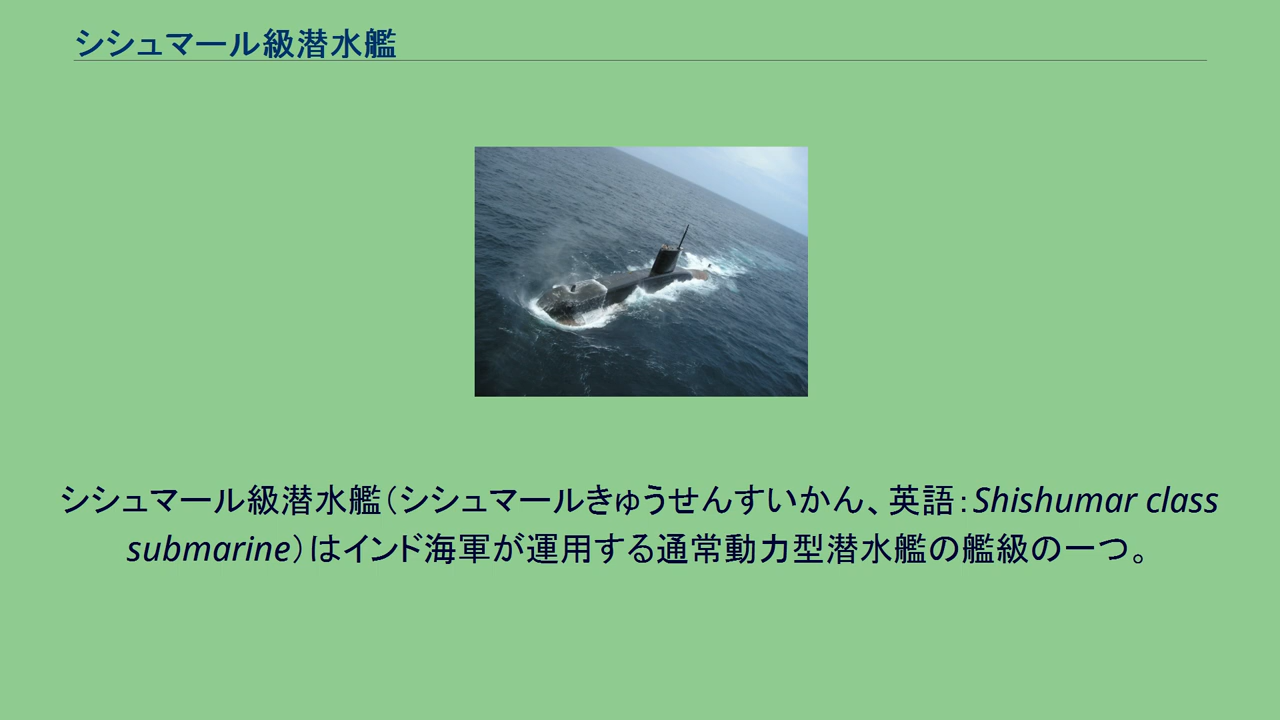 シシュマール級潜水艦
シシュマール級潜水艦（シシュマールきゅうせんすいかん、英語：Shishumar class
submarine）はインド海軍が運用する通常動力型潜水艦の艦級の一つ。